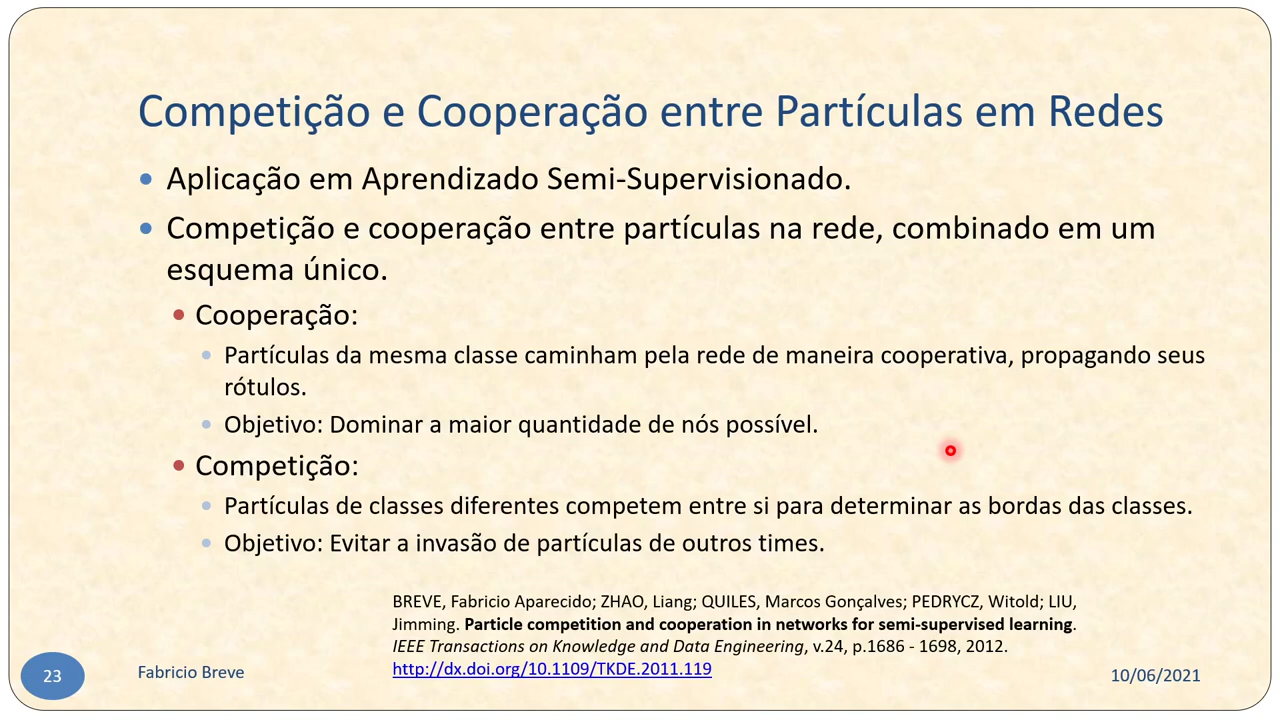 Competição e Cooperação entre Partículas em Redes
Aplicação em Aprendizado Semi-Supervisionado.
Competição e cooperação entre partículas na rede, combinado em um
esquema único.
Cooperação:
Partículas da mesma classe caminham pela rede de maneira cooperativa, propagando seus
rótulos.
Objetivo: Dominar a maior quantidade de nós possível.
Competição:
Partículas de classes diferentes competem entre si para determinar as bordas das classes.
Objetivo: Evitar a invasão de partículas de outros times.
BREVE, Fabricio Aparecido; ZHAO, Liang; QUILES, Marcos Gonçalves; PEDRYCZ, Witold; LIU,
Jimming. Particle competition and cooperation in networks for semi-supervised learning.
IEEE Transactions on Knowledge and Data Engineering, v.24, p.1686 - 1698, 2012.
http://dx.doi.org/10.1109/TKDE.2011.119
23
Fabricio Breve
10/06/2021